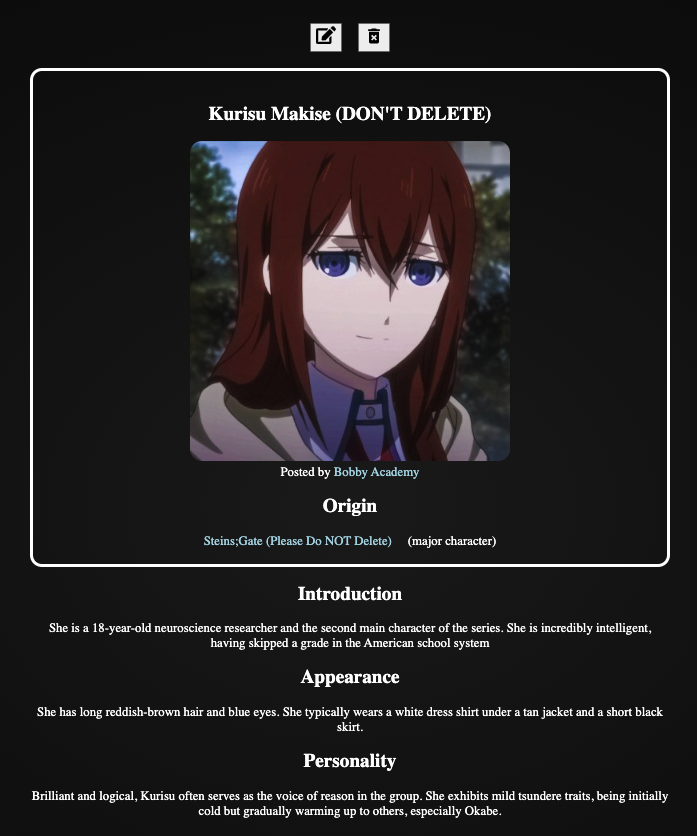 Kurisu Makise (DON'T DELETE)
Posted by Bobby Academy
Origin
Steins;Gate (Please Do NOT Delete) (major character)
Introduction
She is a 18-year-old neuroscience researcher and the second main character of the series. She is incredibly intelligent,
having skipped a grade in the American school system
Appearance
She has long reddish-brown hair and blue eyes. She typically wears a white dress shirt under a tan jacket and a short black
skirt.
Personality
Brilliant and logical, Kurisu often serves as the voice of reason in the group. She exhibits mild tsundere traits, being initially
cold but gradually warming up to others, especially Okabe.